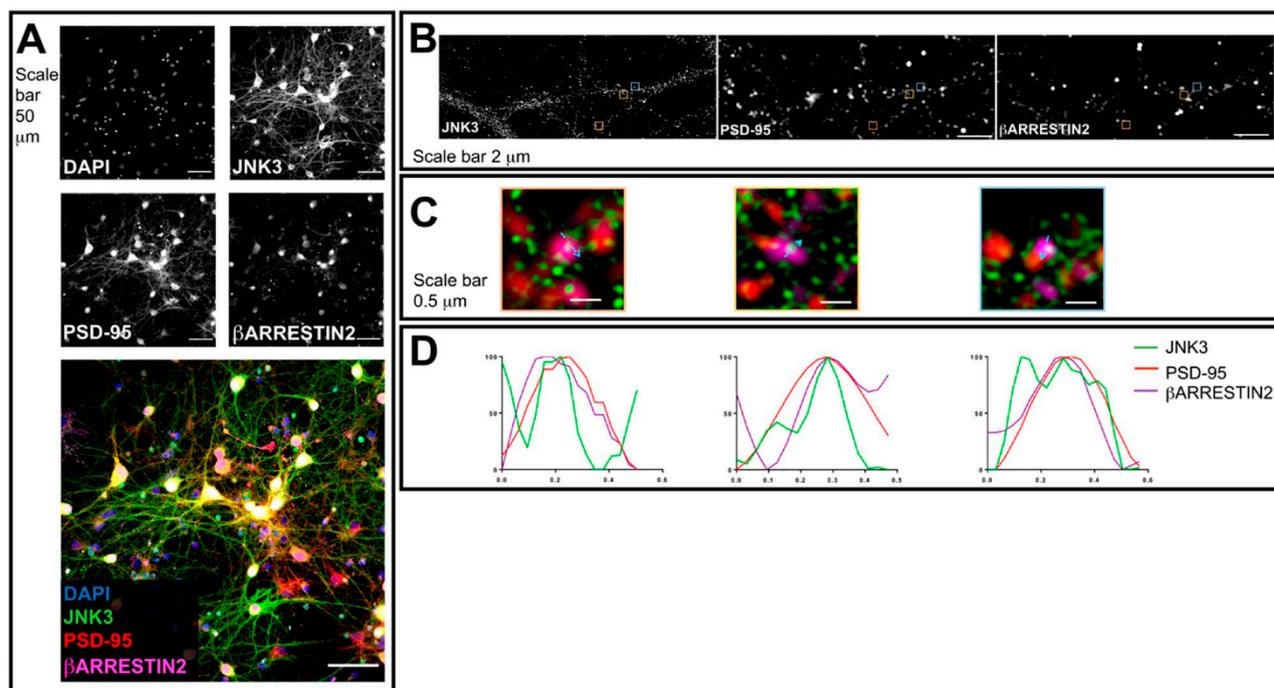 A
Scale
bar
50
μm
DAPI
JNK3
PSD-95
βARRESTIN2
DAPI
JNK3
PSD-95
βARRESTIN2
B
JNK3
PSD-95
βARRESTIN2
Scale bar 2 μm
C
Scale bar
0.5 μm
D
100
50
0
0.0 0.2 0.4 0.6
100
50
0
0.0 0.1 0.2 0.3 0.4 0.5
100
50
0
0.0 0.2 0.4 0.6
JNK3
PSD-95
βARRESTIN2